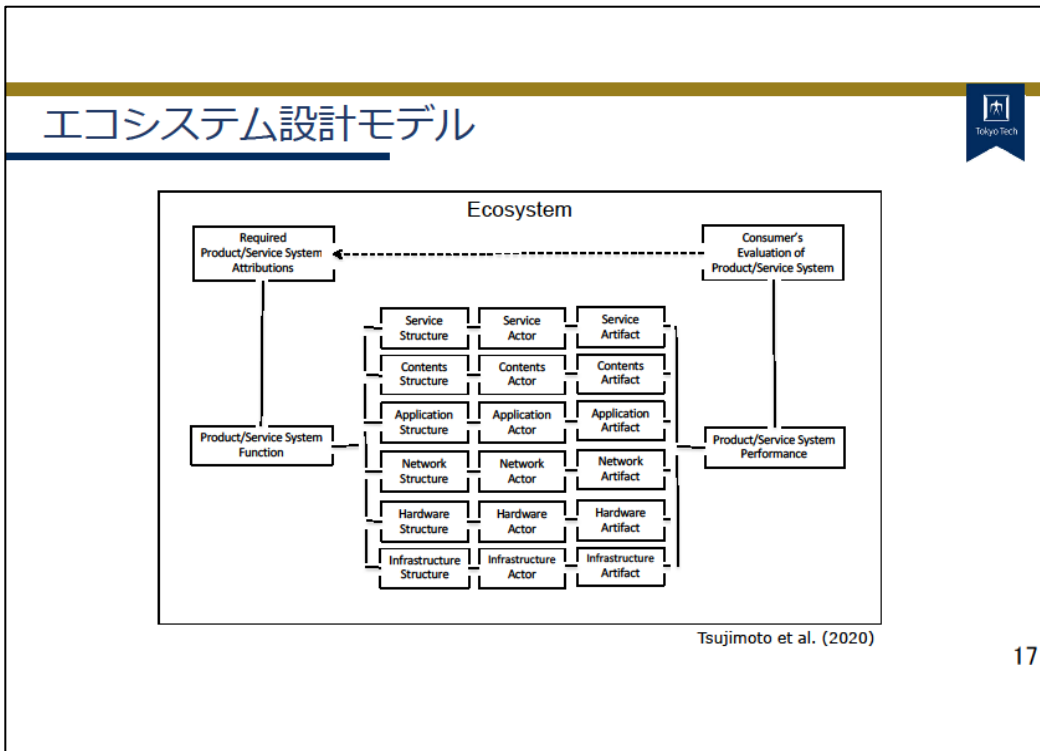 エコシステム設計モデル
Tokyo Tech
Ecosystem
Required
Product/Service System
Attributions
Consumer's
Evaluation of
Product/Service System
Service
Structure
Service
Actor
Service
Artifact
Contents
Structure
Contents
Actor
Contents
Artifact
Application
Structure
Application
Actor
Application
Artifact
Product/Service System
Function
Product/Service System
Performance
Network
Structure
Network
Actor
Network
Artifact
Hardware
Structure
Hardware
Actor
Hardware
Artifact
Infrastructure
Structure
Infrastructure
Actor
Infrastructure
Artifact
Tsujimoto et al. (2020)
17